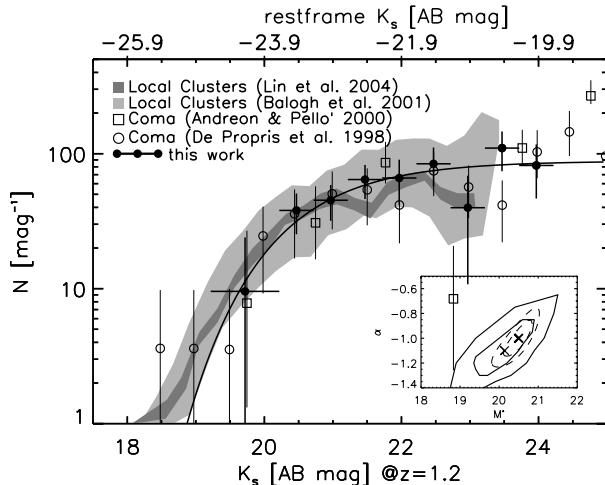 restframe Kₛ [AB mag]
−25.9 −23.9 −21.9 −19.9
Local Clusters (Lin et al. 2004)
Local Clusters (Balogh et al. 2001)
Coma (Andreon & Pello' 2000)
Coma (De Propris et al. 1998)
this work
N [mag⁻¹]
100
10
1
α
−0.6
−0.8
−1.0
−1.2
−1.4
18 19 20 21 22
M*
18 20 22 24
Kₛ [AB mag] @z=1.2